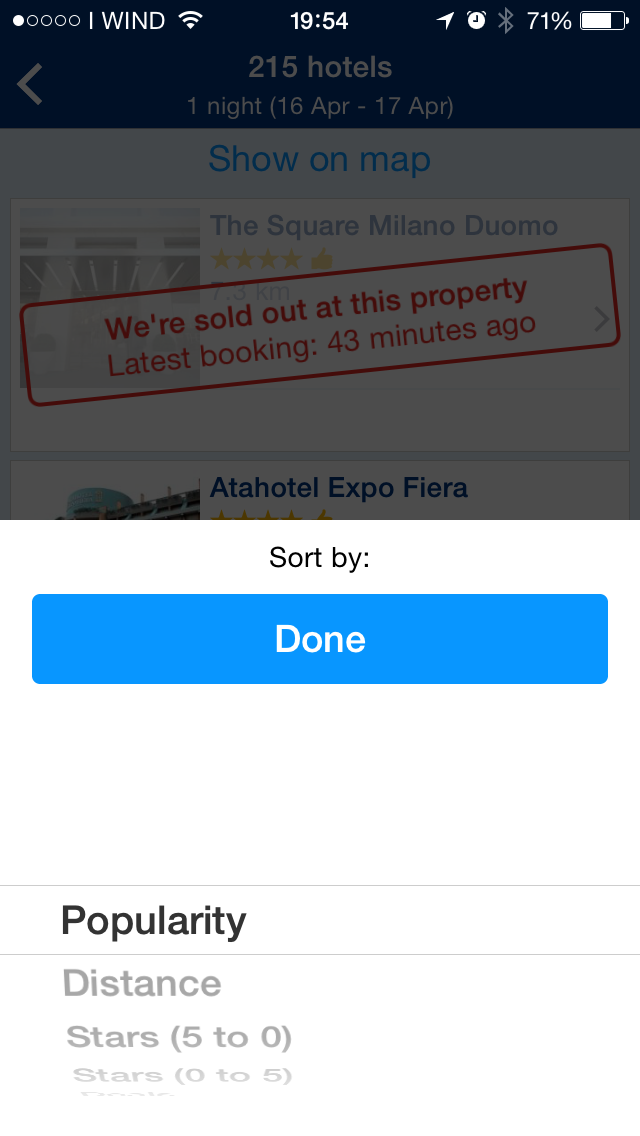 I WIND 19:54 71%
215 hotels
1 night (16 Apr - 17 Apr)
Show on map
The Square Milano Duomo
7.3 km
We're sold out at this property
Latest booking: 43 minutes ago
Atahotel Expo Fiera
Sort by:
Done
Popularity
Distance
Stars (5 to 0)
Stars (0 to 5)